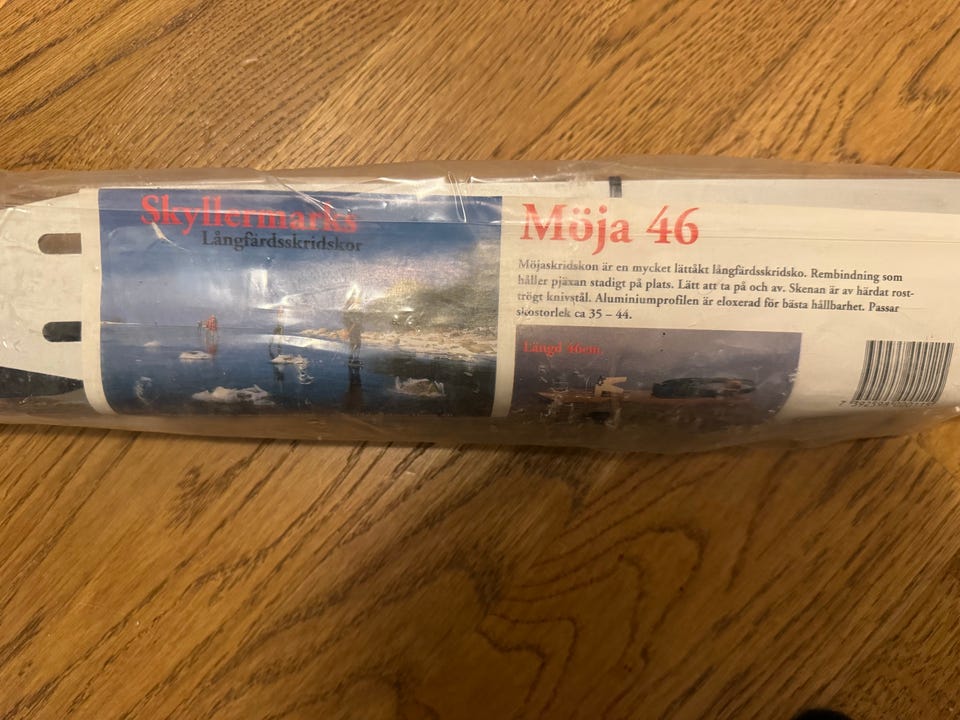 Skyllermarks
Långfärdsskridskor
Möja 46
Möjaskridskon är en mycket lättåkt långfärdsskridsko. Rembindning som
håller pjäxan stadigt på plats. Lätt att ta på och av. Skenan är av härdat rost-
trögt knivstål. Aluminiumprofilen är eloxerad för bästa hållbarhet. Passar
skostorlek ca 35 – 44.
Längd 46cm.